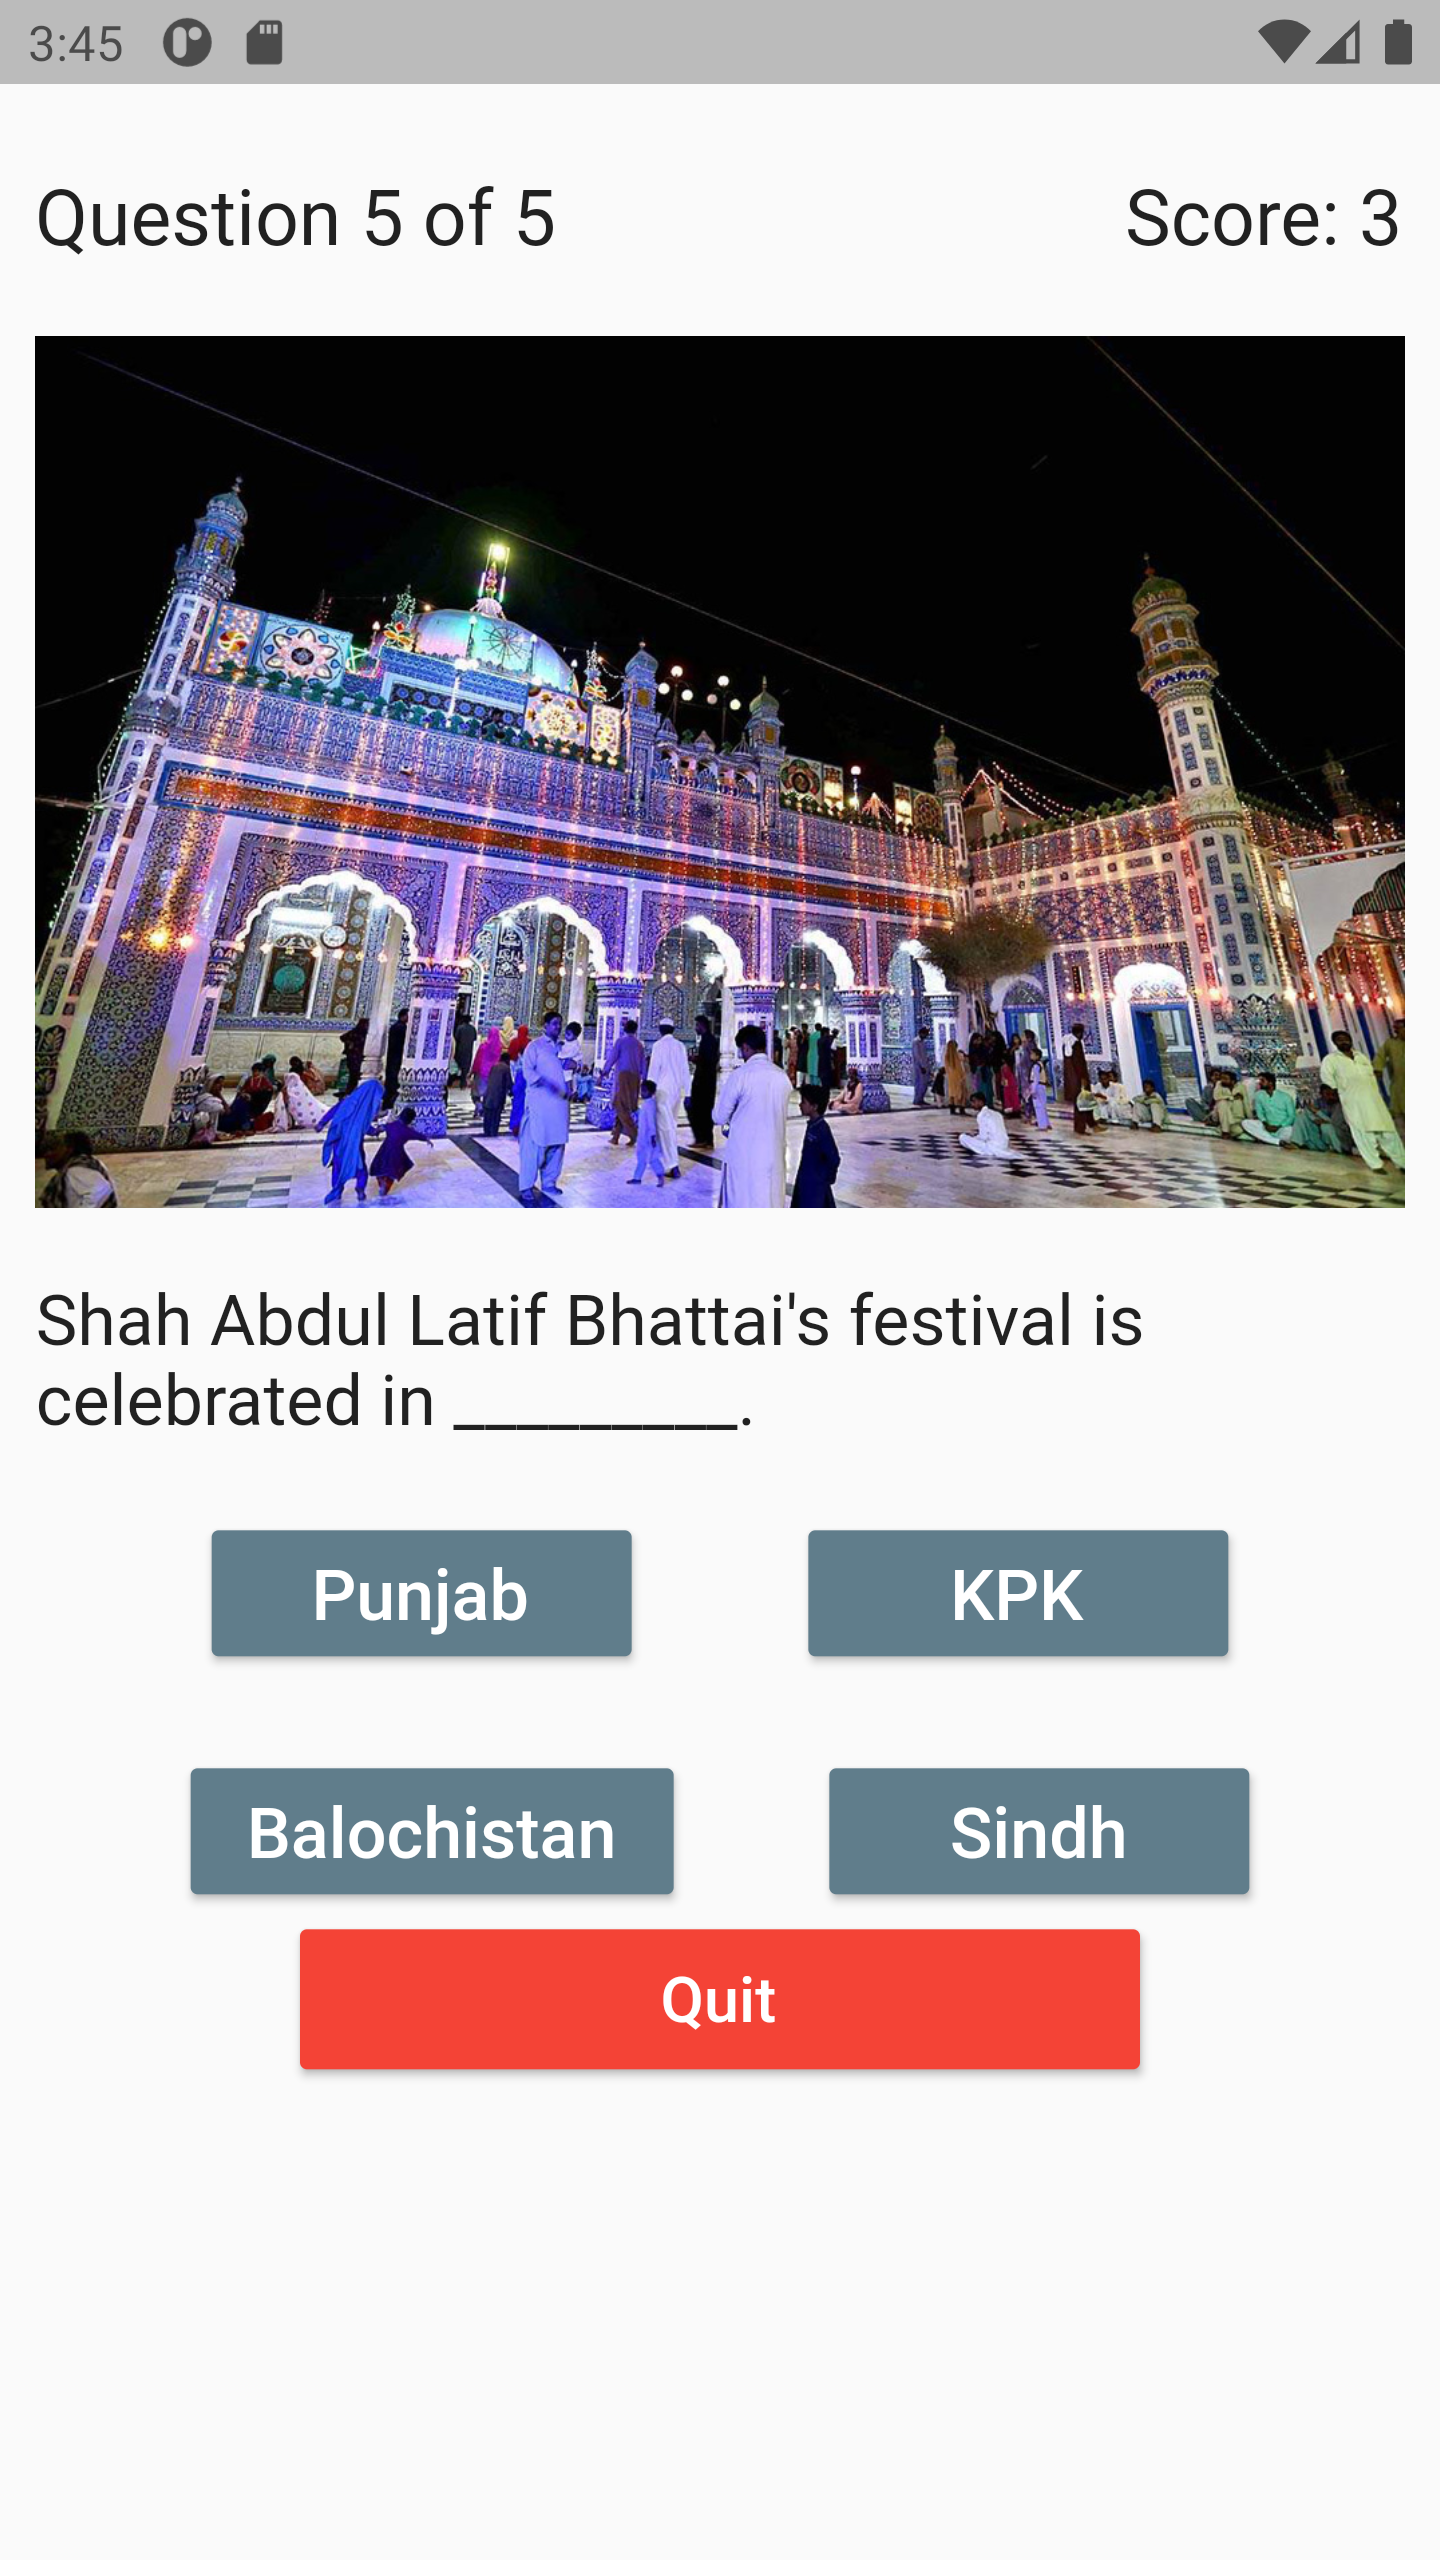 3:45
Question 5 of 5
Score: 3
Shah Abdul Latif Bhattai's festival is
celebrated in _________.
Punjab
KPK
Balochistan
Sindh
Quit